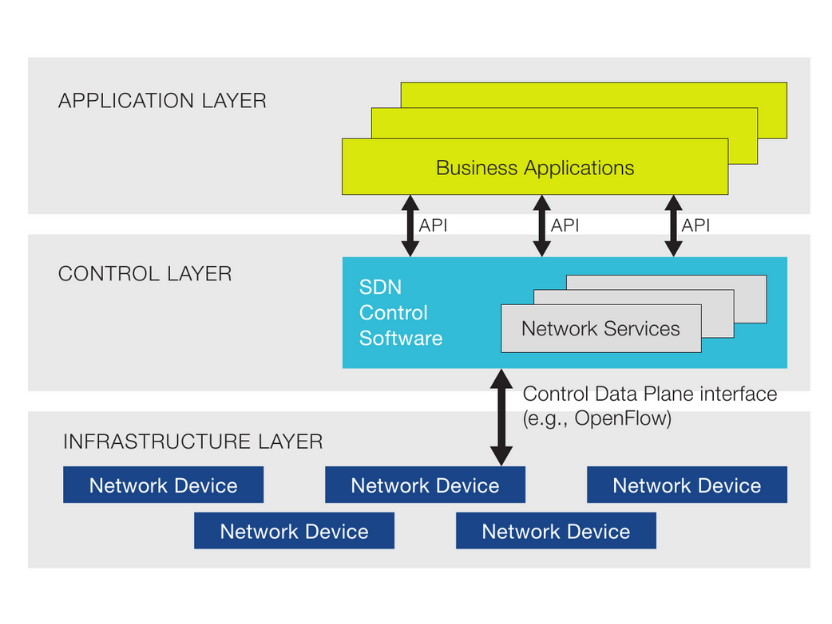 APPLICATION LAYER
Business Applications
API
API
API
CONTROL LAYER
SDN
Control
Software
Network Services
Control Data Plane interface
(e.g., OpenFlow)
INFRASTRUCTURE LAYER
Network Device
Network Device
Network Device
Network Device
Network Device